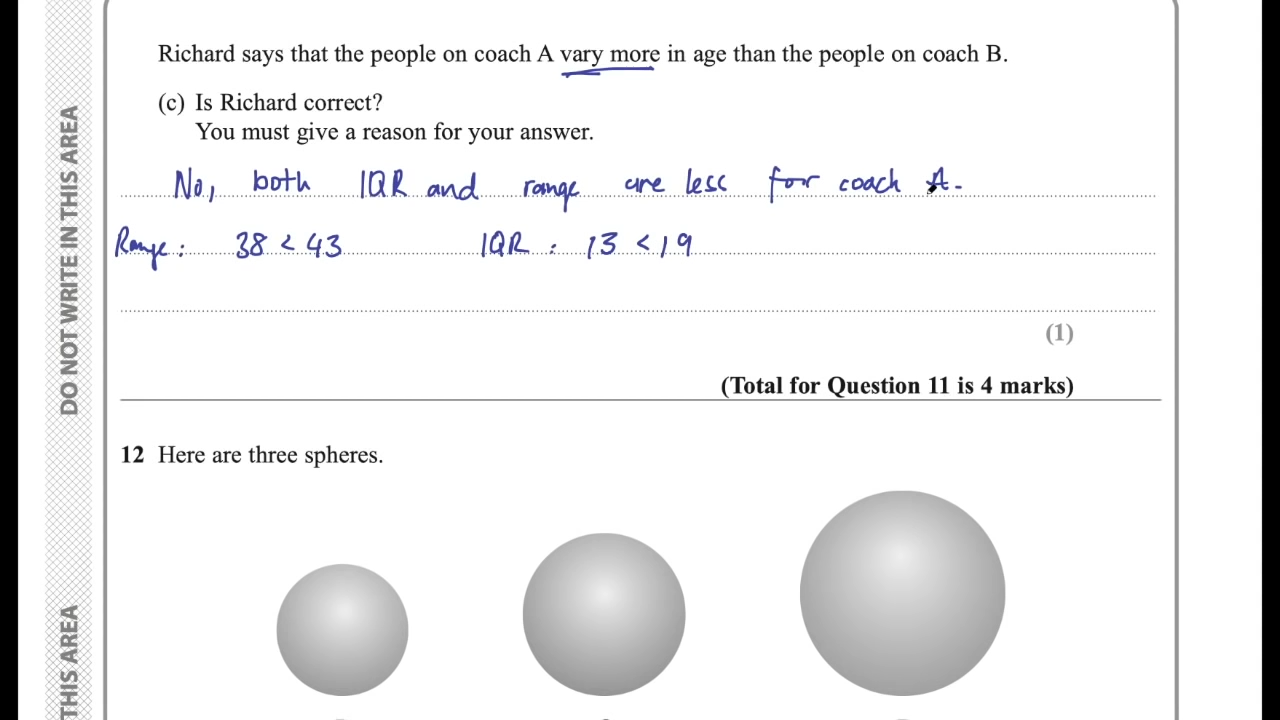 Richard says that the people on coach A vary more in age than the people on coach B.
(c) Is Richard correct?
You must give a reason for your answer.
No, both IQR and range are less for coach A.
Range: 38 < 43 IQR: 13 < 19
(1)
(Total for Question 11 is 4 marks)
12 Here are three spheres.
DO NOT WRITE IN THIS AREA
THIS AREA